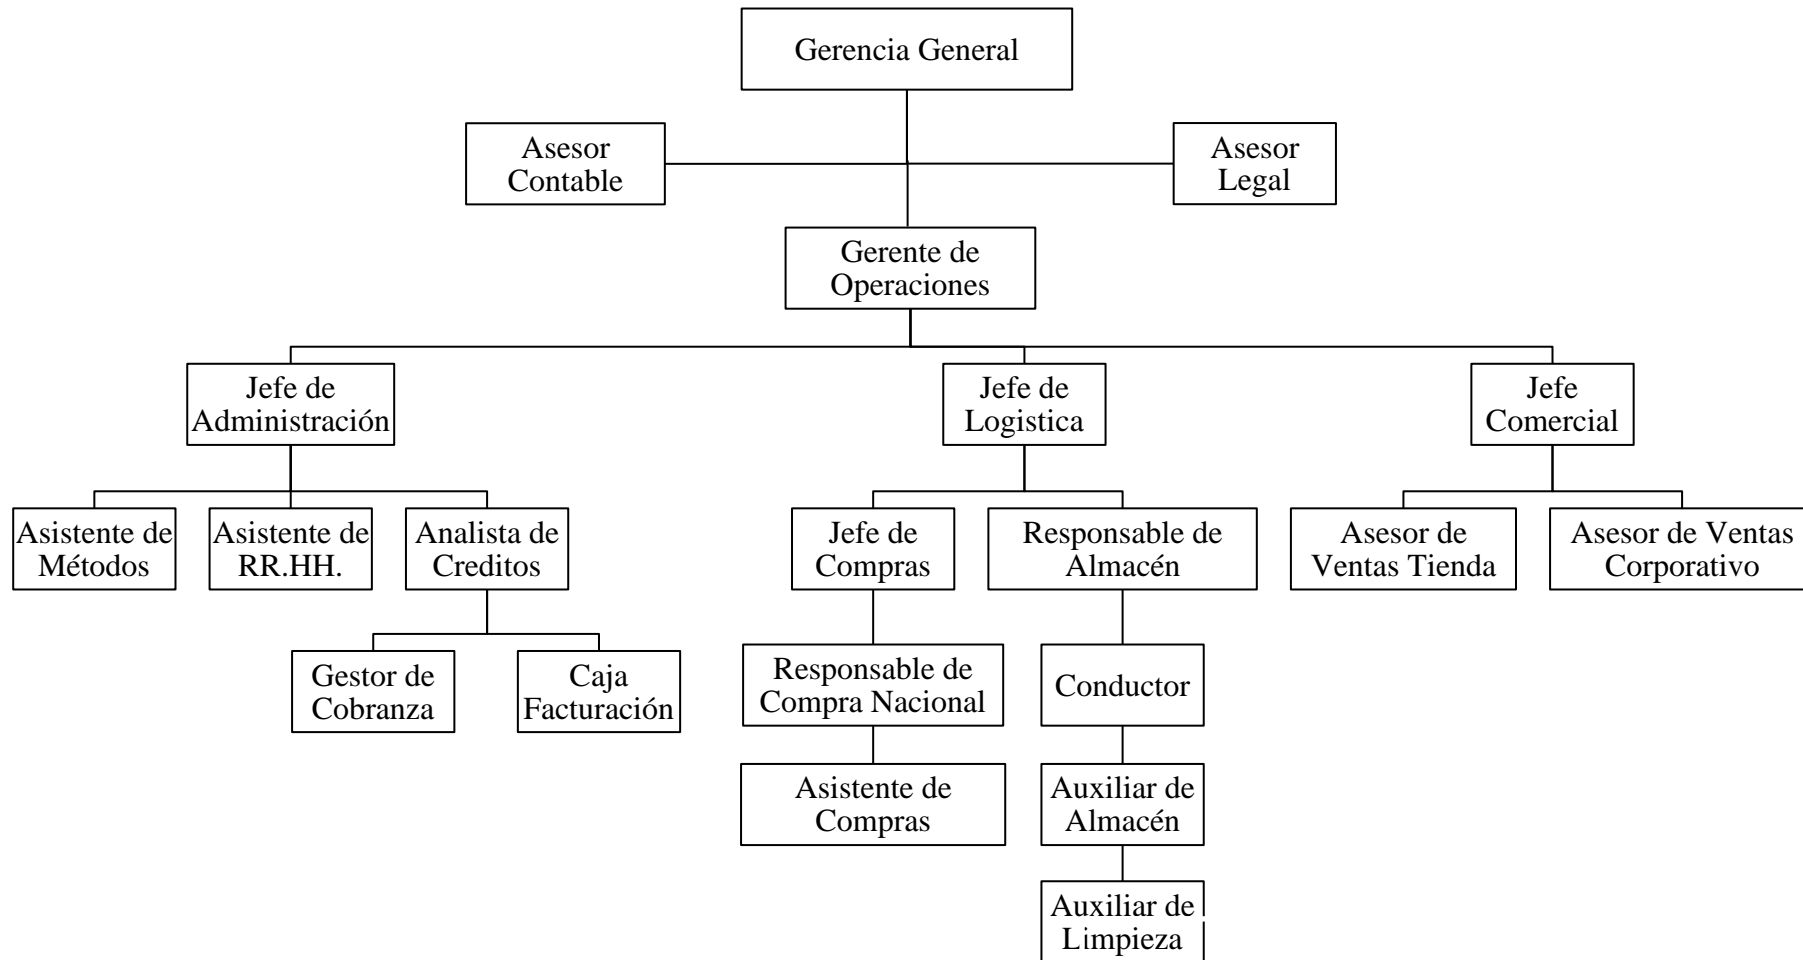 Gerencia General
Asesor
Contable
Asesor
Legal
Gerente de
Operaciones
Jefe de
Administración
Jefe de
Logistica
Jefe
Comercial
Asistente de
Métodos
Asistente de
RR.HH.
Analista de
Creditos
Jefe de
Compras
Responsable de
Almacén
Asesor de
Ventas Tienda
Asesor de Ventas
Corporativo
Gestor de
Cobranza
Caja
Facturación
Responsable de
Compra Nacional
Conductor
Asistente de
Compras
Auxiliar de
Almacén
Auxiliar de
Limpieza